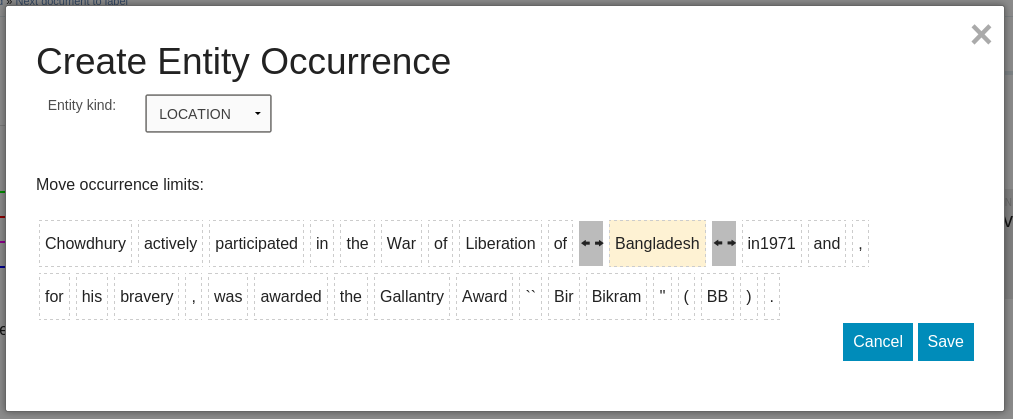 » Next document to label
Create Entity Occurrence
Entity kind: LOCATION
Move occurrence limits:
Chowdhury actively participated in the War of Liberation of Bangladesh in1971 and ,
for his bravery , was awarded the Gallantry Award `` Bir Bikram " ( BB ) .
Cancel Save